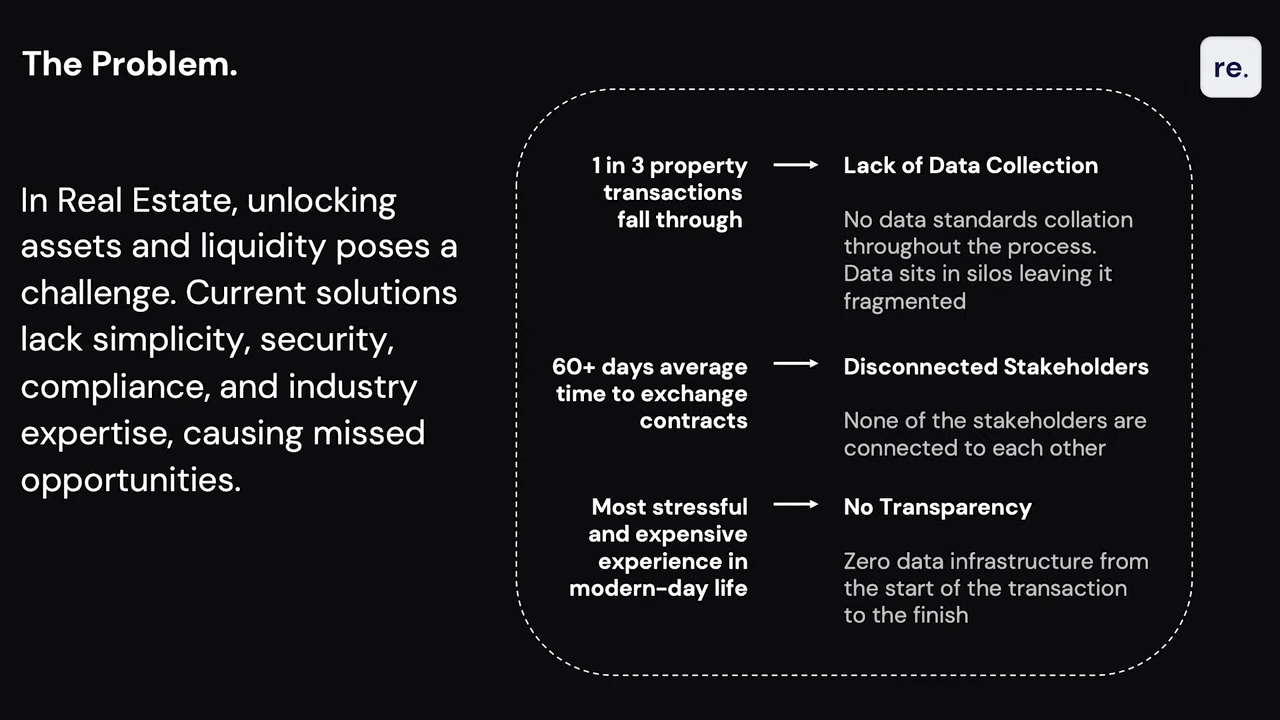 The Problem.
re.
In Real Estate, unlocking
assets and liquidity poses a
challenge. Current solutions
lack simplicity, security,
compliance, and industry
expertise, causing missed
opportunities.
1 in 3 property
transactions
fall through
Lack of Data Collection
No data standards collation
throughout the process.
Data sits in silos leaving it
fragmented
60+ days average
time to exchange
contracts
Disconnected Stakeholders
None of the stakeholders are
connected to each other
Most stressful
and expensive
experience in
modern-day life
No Transparency
Zero data infrastructure from
the start of the transaction
to the finish